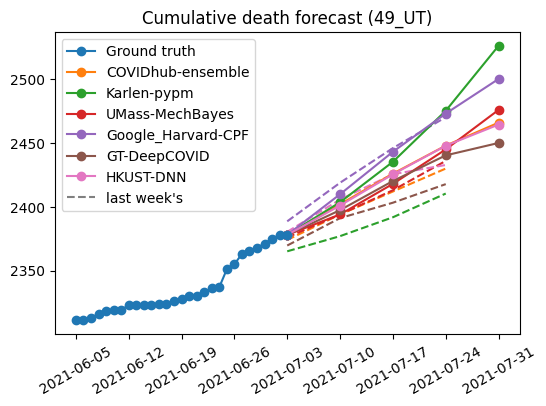 Cumulative death forecast (49_UT)
Ground truth
COVIDhub-ensemble
Karlen-pypm
UMass-MechBayes
Google_Harvard-CPF
GT-DeepCOVID
HKUST-DNN
last week's
2500
2450
2400
2350
2021-06-05
2021-06-12
2021-06-19
2021-06-26
2021-07-03
2021-07-10
2021-07-17
2021-07-24
2021-07-31